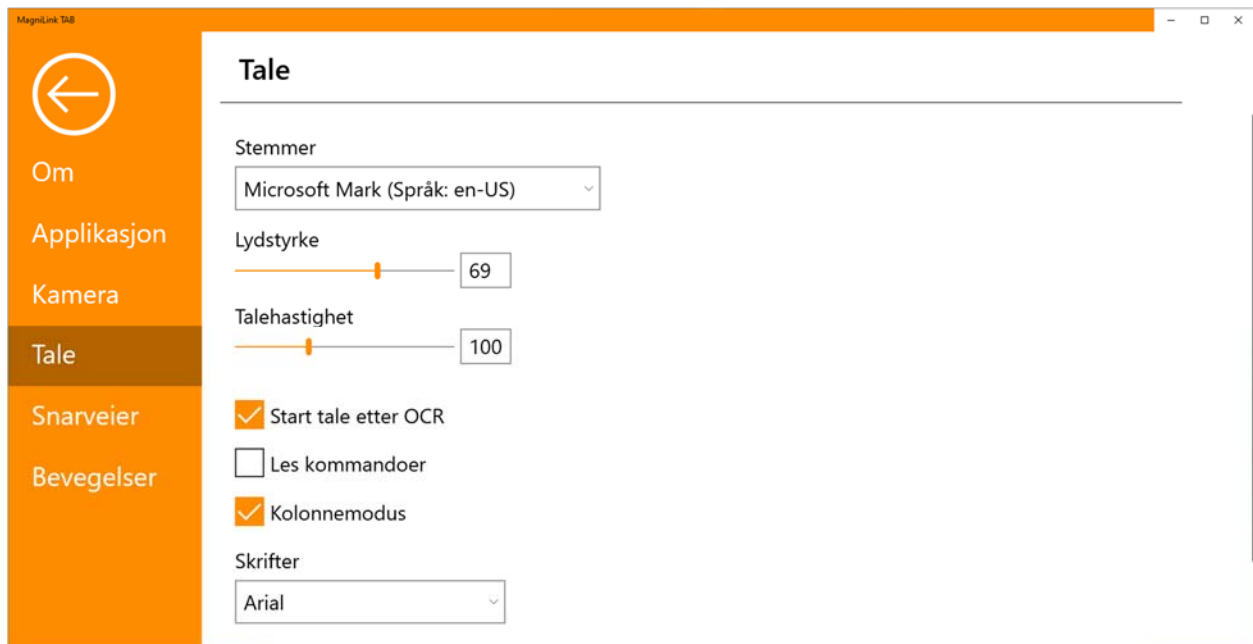 MagniLink TAB
Tale
Om
Applikasjon
Kamera
Tale
Snarveier
Bevegelser
Stemmer
Microsoft Mark (Språk: en-US)
Lydstyrke
69
Talehastighet
100
Start tale etter OCR
Les kommandoer
Kolonnemodus
Skrifter
Arial